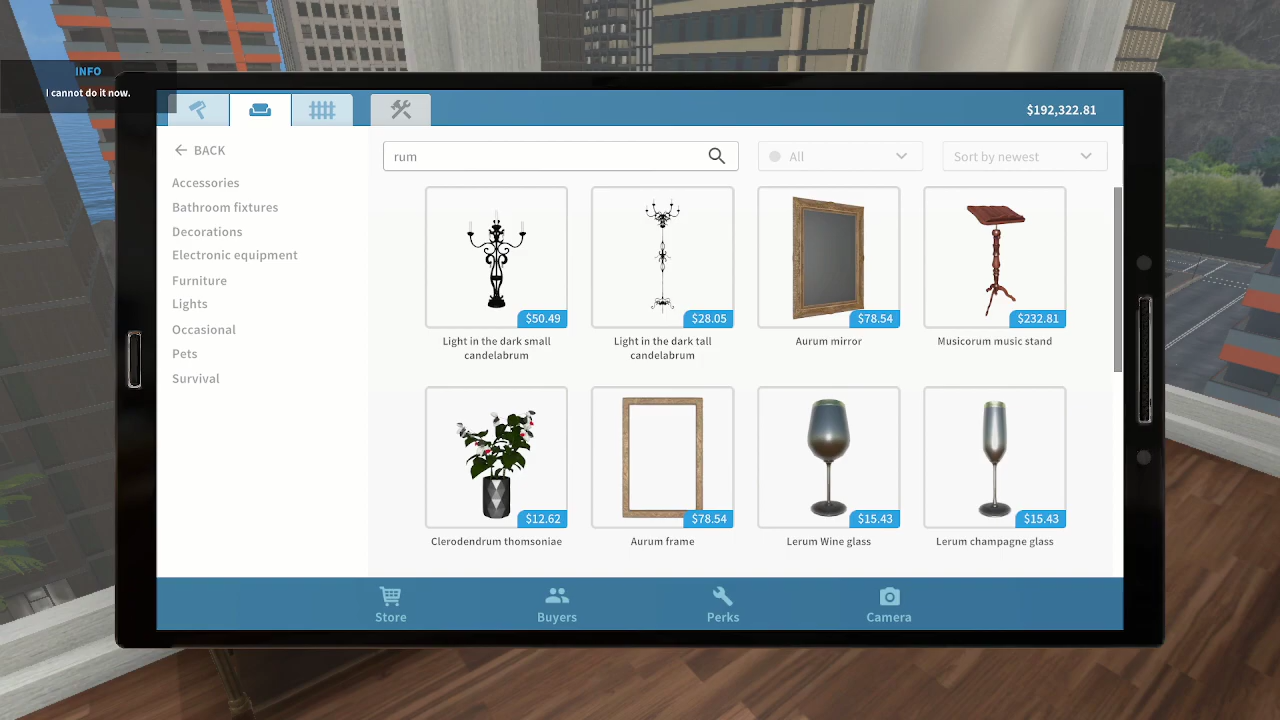 INFO
I cannot do it now.
$192,322.81
BACK
rum
All
Sort by newest
Accessories
Bathroom fixtures
Decorations
Electronic equipment
Furniture
Lights
Occasional
Pets
Survival
$50.49
$28.05
$78.54
$232.81
Light in the dark small
candelabrum
Light in the dark tall
candelabrum
Aurum mirror
Musicorum music stand
$12.62
$78.54
$15.43
$15.43
Clerodendrum thomsoniae
Aurum frame
Lerum Wine glass
Lerum champagne glass
Store
Buyers
Perks
Camera